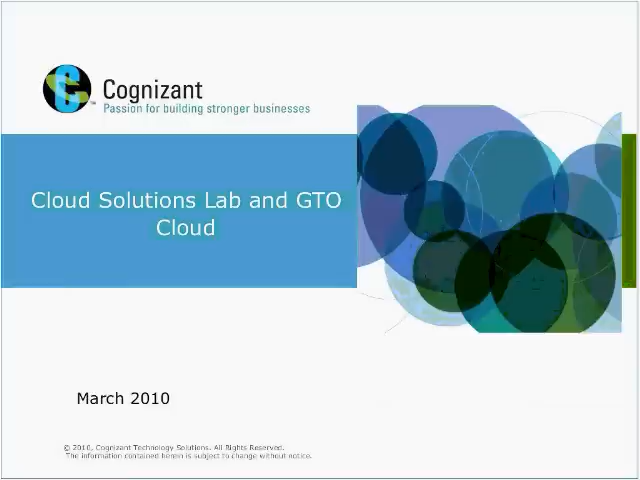 Cognizant
™
Passion for building stronger businesses
Cloud Solutions Lab and GTO
Cloud
March 2010
© 2010, Cognizant Technology Solutions. All Rights Reserved.
The information contained herein is subject to change without notice.